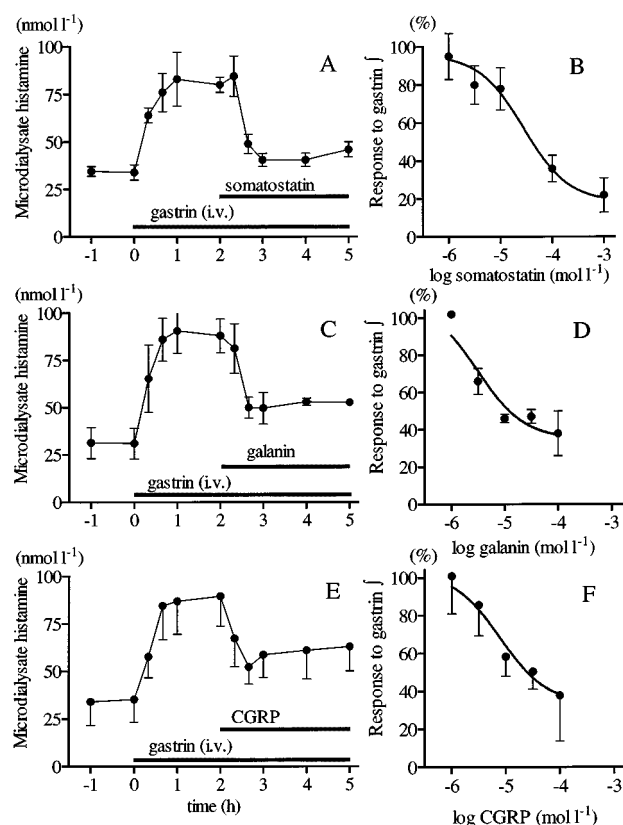 (nmol l-1)
Microdialysate histamine
100
75
50
25
0
A
somatostatin
gastrin (i.v.)
-1 0 1 2 3 4 5
(%)
Response to gastrin ∫
100
80
60
40
20
0
B
-6 -5 -4 -3
log somatostatin (mol l-1)
(nmol l-1)
Microdialysate histamine
100
75
50
25
0
C
galanin
gastrin (i.v.)
-1 0 1 2 3 4 5
(%)
Response to gastrin ∫
100
80
60
40
20
0
D
-6 -5 -4 -3
log galanin (mol l-1)
nmol l-1)
Microdialysate histamine
100
75
50
25
0
E
CGRP
gastrin (i.v.)
-1 0 1 2 3 4 5
time (h)
(%)
Response to gastrin ∫
100
80
60
40
20
0
F
-6 -5 -4 -3
log CGRP (mol l-1)